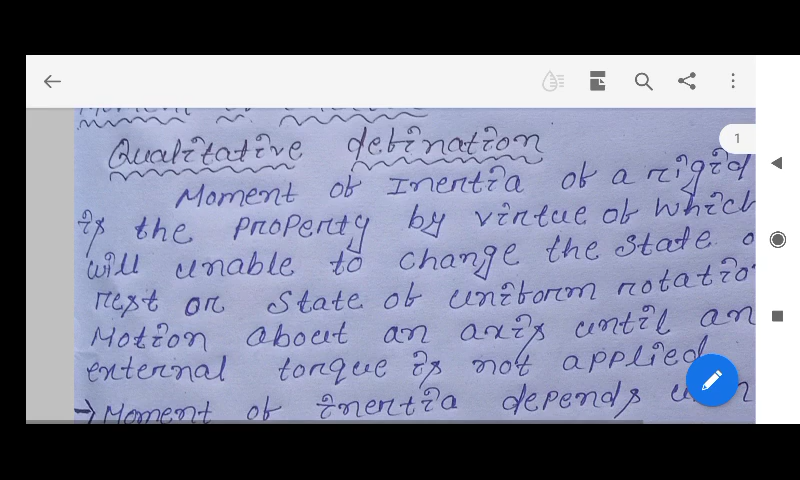 1
Qualitative defination
Moment of Inertia of a rigid
is the property by virtue of which
will unable to change the state o
rest or state of uniform rotatio
Motion about an axis until an
external torque is not applied
→ Moment of inertia depends